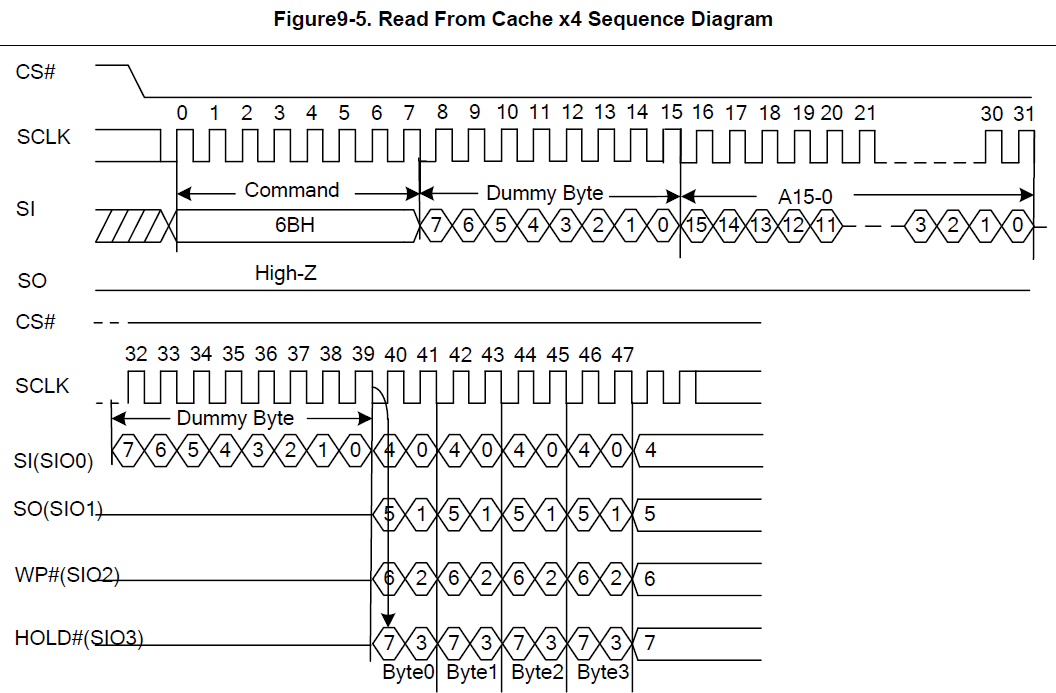 Figure9-5. Read From Cache x4 Sequence Diagram
CS#
0 1 2 3 4 5 6 7 8 9 10 11 12 13 14 15 16 17 18 19 20 21 30 31
SCLK
Command Dummy Byte A15-0
SI
6BH 7 6 5 4 3 2 1 0 15 14 13 12 11 3 2 1 0
High-Z
SO
CS#
32 33 34 35 36 37 38 39 40 41 42 43 44 45 46 47
SCLK
Dummy Byte
SI(SIO0) 7 6 5 4 3 2 1 0 4 0 4 0 4 0 4 0 4
SO(SIO1) 5 1 5 1 5 1 5 1 5
WP#(SIO2) 6 2 6 2 6 2 6 2 6
HOLD#(SIO3) 7 3 7 3 7 3 7 3 7
Byte0 Byte1 Byte2 Byte3